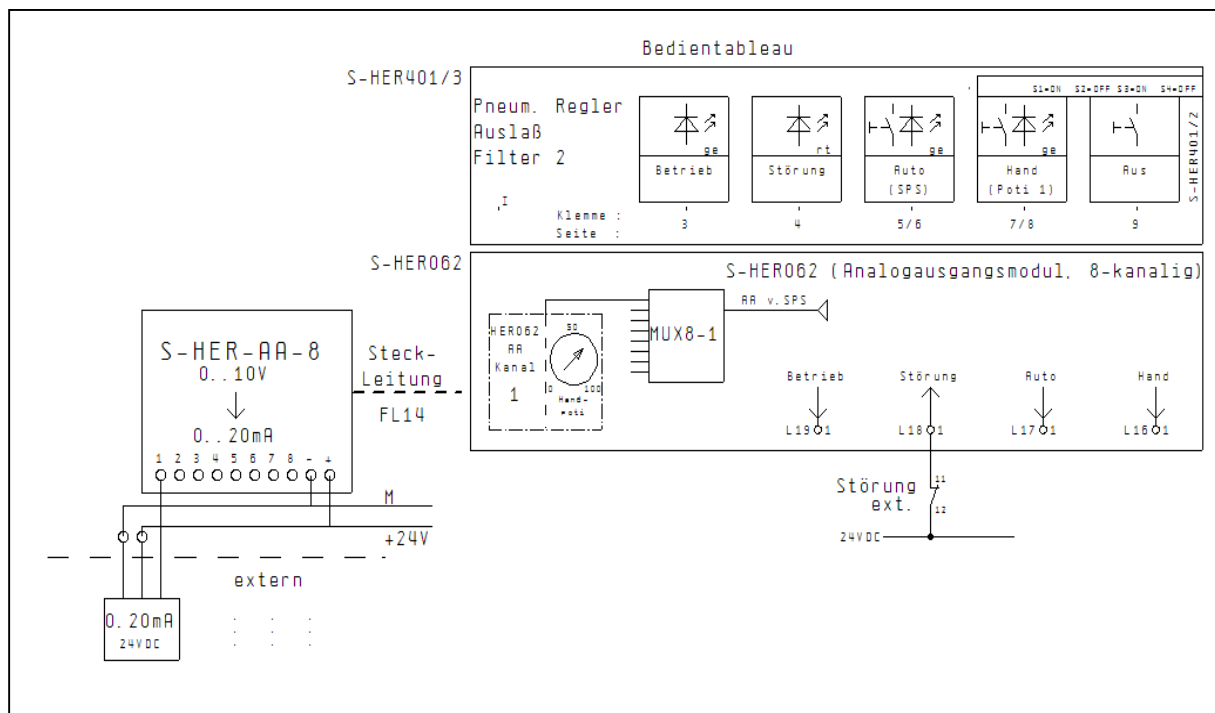 Bedientableau
S-HER401/3
S1=ON S2=OFF S3=ON S4=OFF
Pneum. Regler
Auslaß
Filter 2
ge
rt
ge
ge
Betrieb
Störung
Auto
(SPS)
Hand
(Poti 1)
Aus
S-HER401/2
I
Klemme :
Seite :
3
4
5/6
7/8
9
S-HER062
S-HER062 (Analogausgangsmodul, 8-kanalig)
HER062
AA
Kanal
1
50
0
100
Hand-
poti
MUX8-1
AA v.SPS
Betrieb
Störung
Auto
Hand
L19 1
L18 1
L17 1
L16 1
S-HER-AA-8
0..10V
0..20mA
1 2 3 4 5 6 7 8 - +
Steck-
Leitung
FL14
M
+24V
Störung
ext.
11
12
24VDC
extern
0.20mA
24VDC